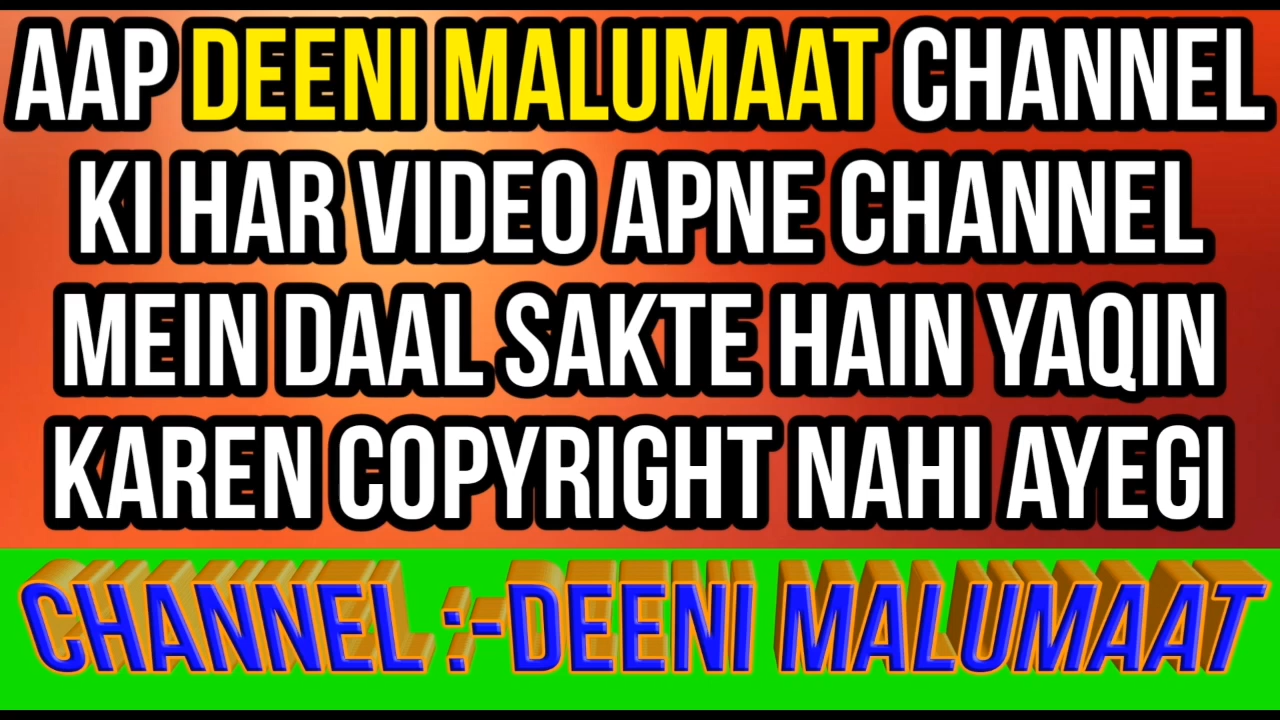 AAP DEENI MALUMAAT CHANNEL
KI HAR VIDEO APNE CHANNEL
MEIN DAAL SAKTE HAIN YAQIN
KAREN COPYRIGHT NAHI AYEGI
CHANNEL :-DEENI MALUMAAT